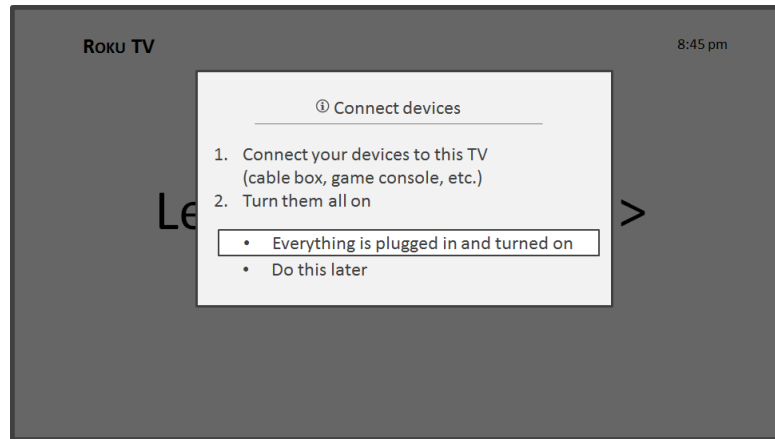 Roku TV
8:45 pm
ⓘ Connect devices
1. Connect your devices to this TV
(cable box, game console, etc.)
2. Turn them all on
• Everything is plugged in and turned on
• Do this later
>